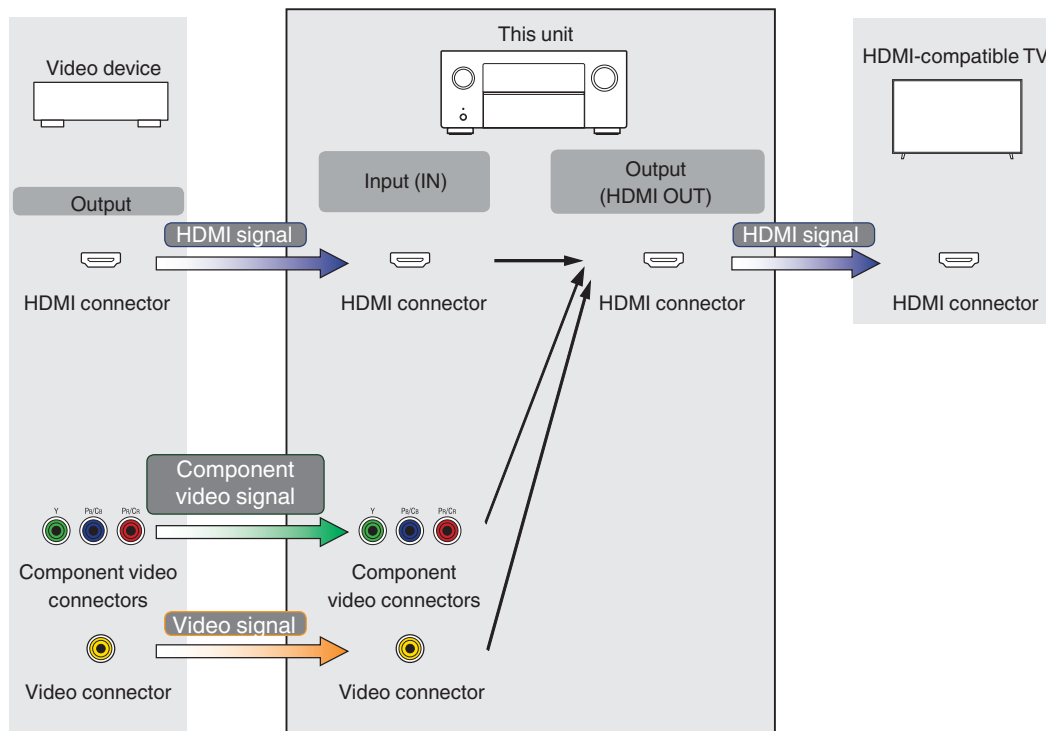 This unit
Video device
HDMI-compatible TV
Input (IN)
Output
(HDMI OUT)
Output
HDMI signal
HDMI signal
HDMI connector
HDMI connector
HDMI connector
HDMI connector
Component
video signal
Y PB/CB PR/CR
Y PB/CB PR/CR
Component video
connectors
Component
video connectors
Video signal
Video connector
Video connector